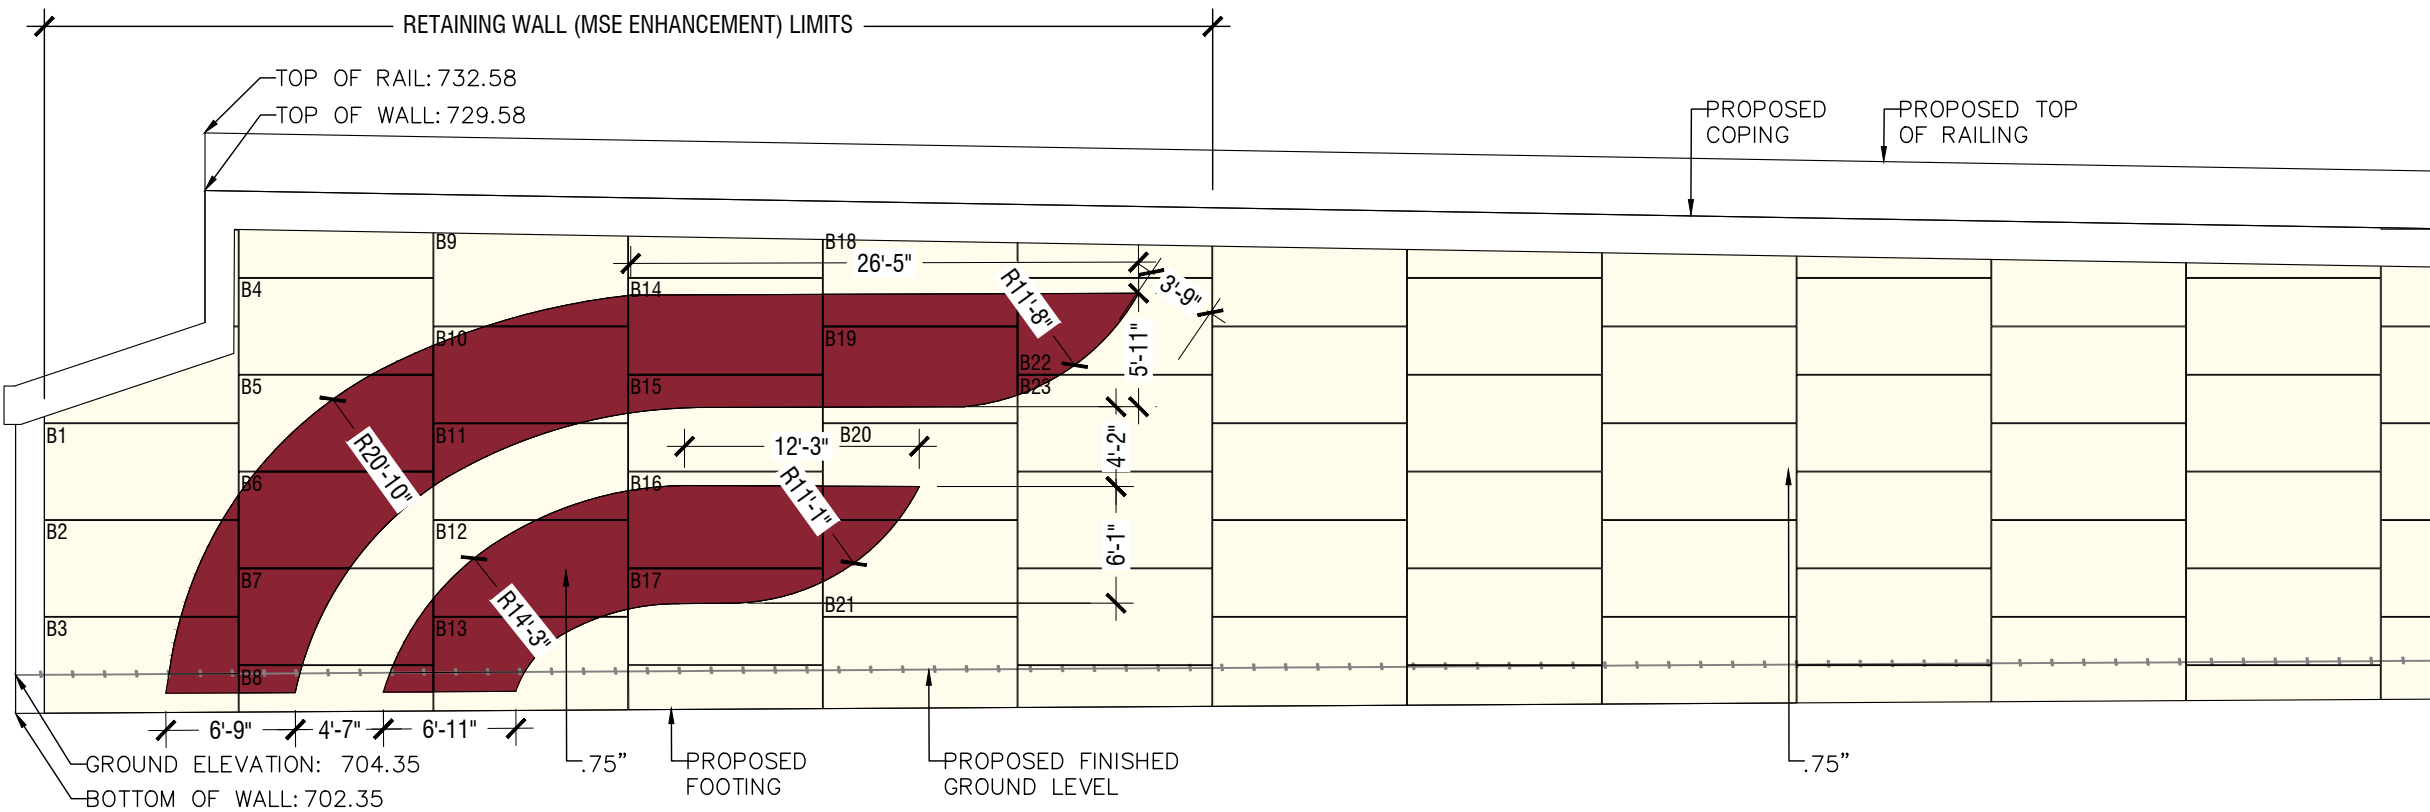 RETAINING WALL (MSE ENHANCEMENT) LIMITS
TOP OF RAIL: 732.58
TOP OF WALL: 729.58
PROPOSED
COPING
PROPOSED TOP
OF RAILING
B9
B18
26'-5"
B4
B14
R11'-8"
3'-9"
B10
B19
5'-11"
B22
B5
B15
B23
B1
B11
B20
12'-3"
4'-2"
R20'-10"
B6
B16
R11'-1"
B2
B12
6'-1"
B7
B17
R14'-3"
B21
B3
B13
B8
6'-9"
4'-7"
6'-11"
GROUND ELEVATION: 704.35
BOTTOM OF WALL: 702.35
.75”
PROPOSED
FOOTING
PROPOSED FINISHED
GROUND LEVEL
.75”